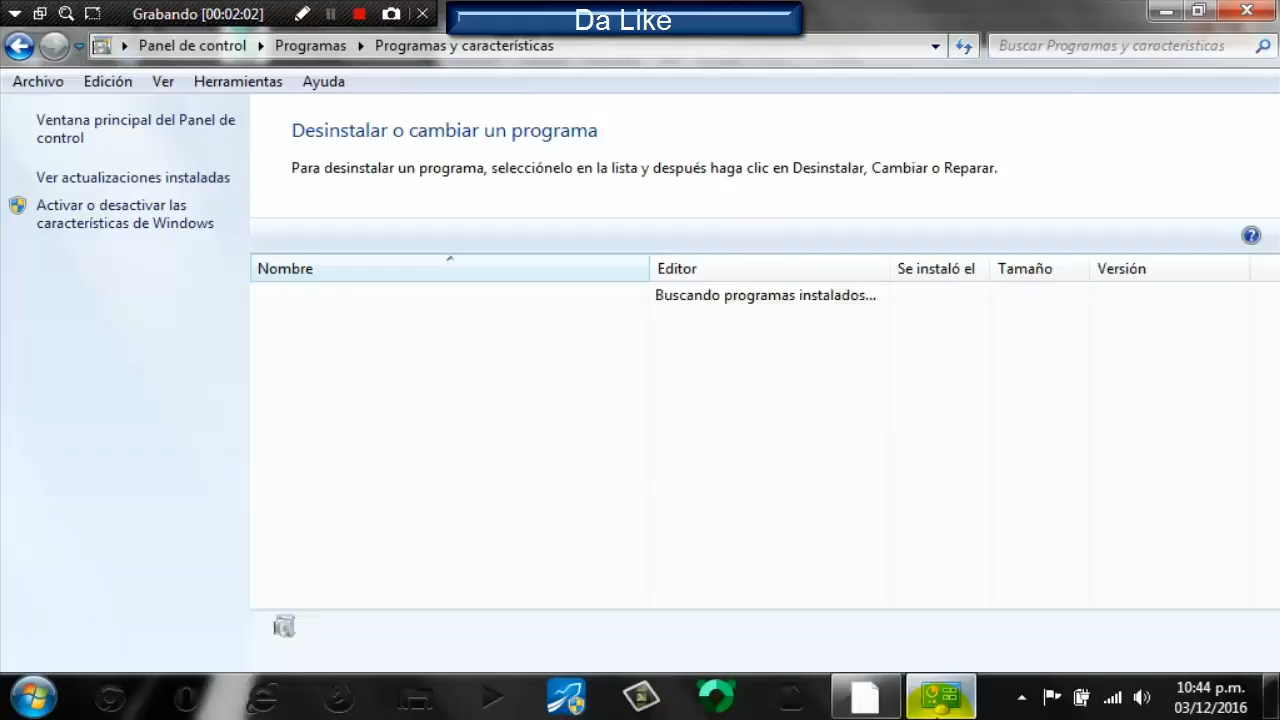 Grabando [00:02:02]
Da Like
Panel de control
Programas
Programas y características
Buscar Programas y características
Archivo
Edición
Ver
Herramientas
Ayuda
Ventana principal del Panel de
control
Ver actualizaciones instaladas
Activar o desactivar las
características de Windows
Desinstalar o cambiar un programa
Para desinstalar un programa, selecciónelo en la lista y después haga clic en Desinstalar, Cambiar o Reparar.
Nombre
Editor
Se instaló el
Tamaño
Versión
Buscando programas instalados...
10:44 p.m.
03/12/2016